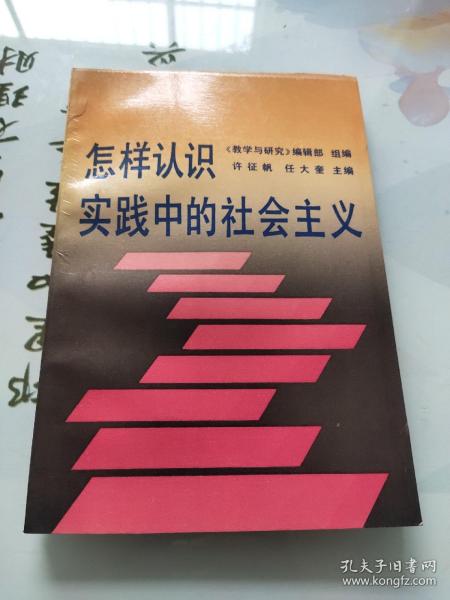 怎样认识
《教学与研究》编辑部 组编
许征帆 任大奎 主编
实践中的社会主义
孔夫子旧书网
www.kongfz.com